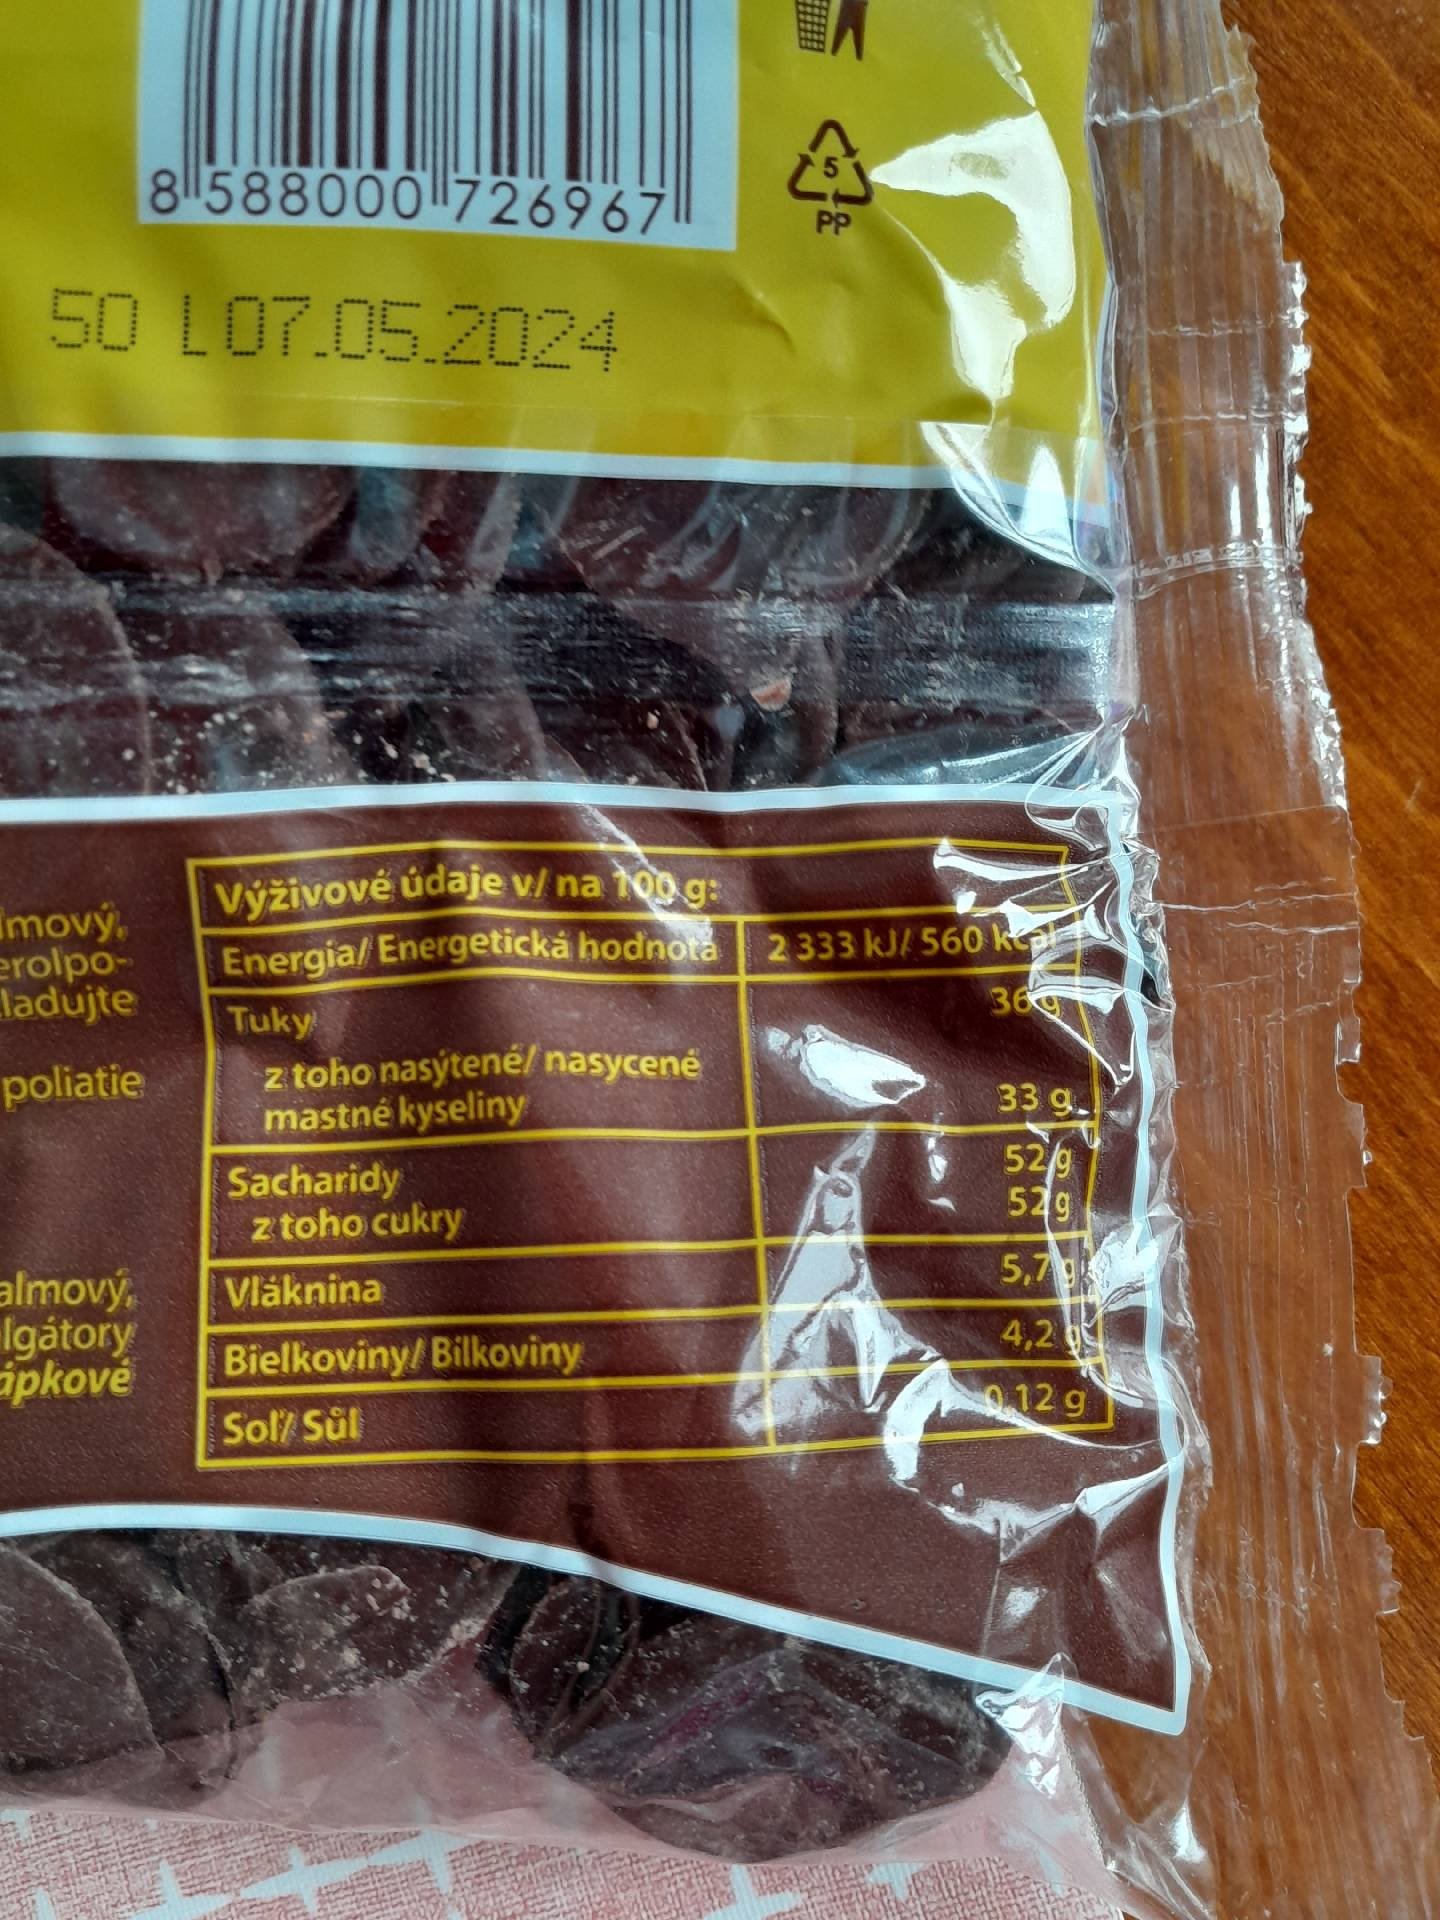 5
PP
8 588000 726967
50 L07.05.2024
lmový,
erolpo-
ladujte
poliatie
almový,
lgátory
ápkové
Výživové údaje v/ na 100 g:
Energia/ Energetická hodnota 2 333 kJ/ 560 kcal
Tuky 36 g
z toho nasýtené/ nasycené
mastné kyseliny 33 g
Sacharidy 52 g
z toho cukry 52 g
Vláknina 5,7 g
Bielkoviny/ Bílkoviny 4,2 g
Soľ/ Sůl 0,12 g